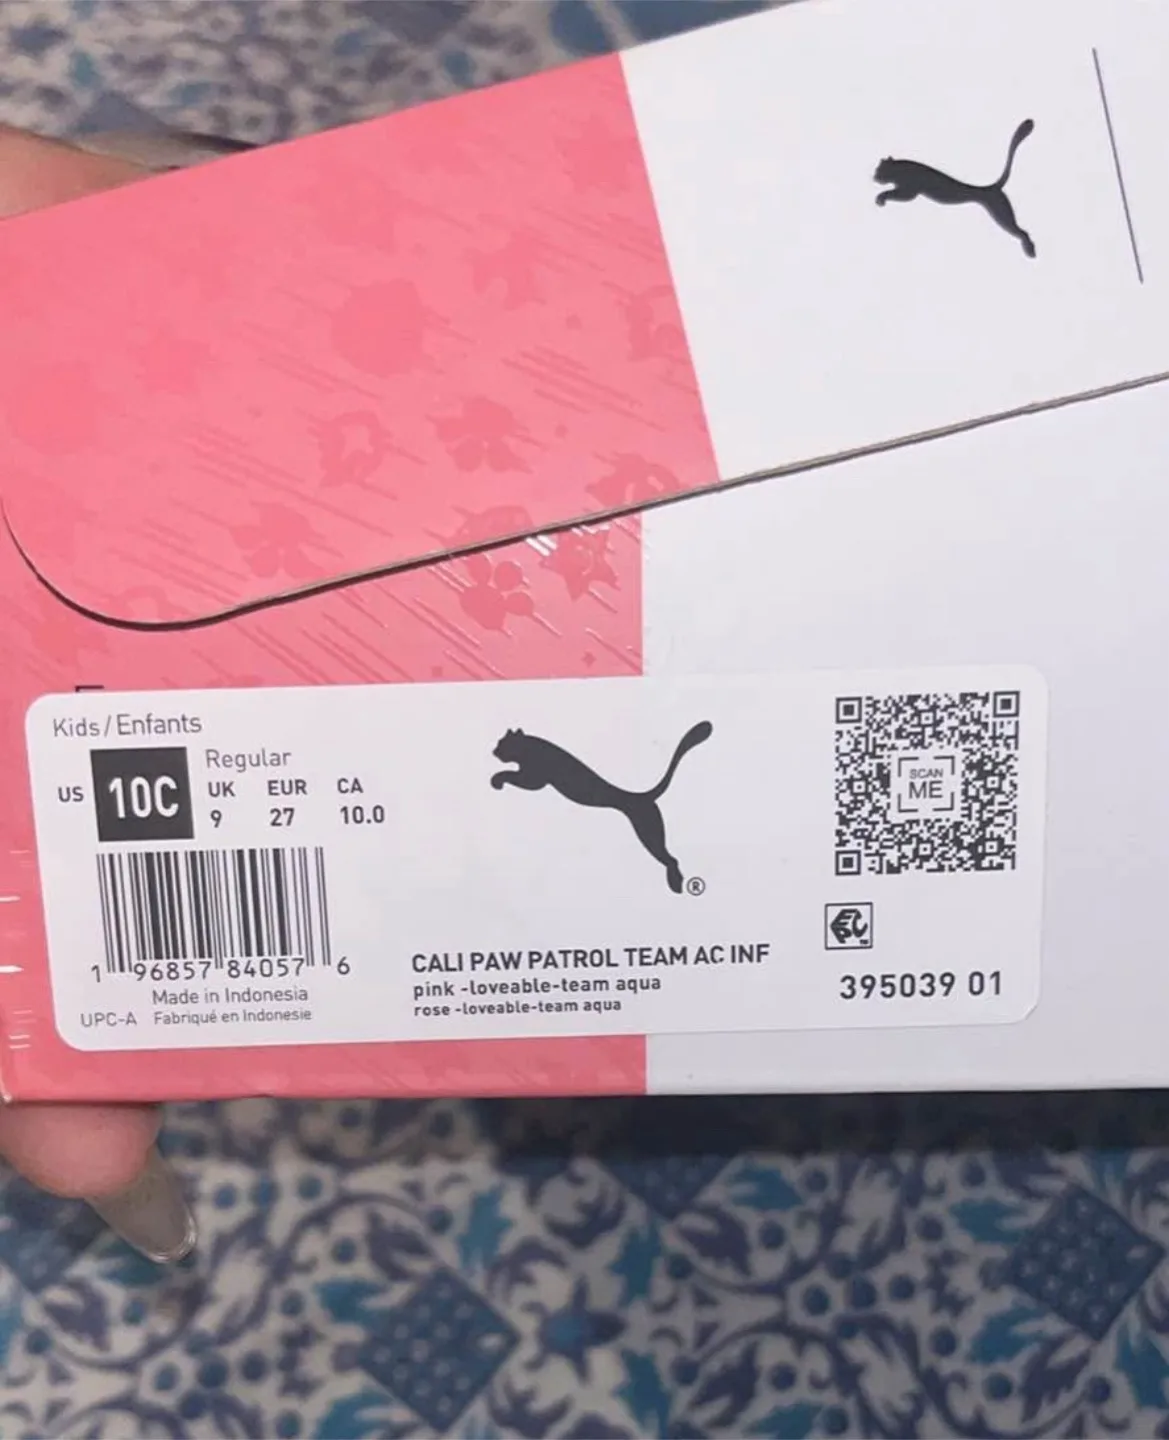 Kids / Enfants
US 10C
Regular
UK EUR CA
9 27 10.0
1 96857 84057 6
Made in Indonesia
UPC-A Fabriqué en Indonesie
®
CALI PAW PATROL TEAM AC INF
pink -loveable-team aqua
rose -loveable-team aqua
SCAN
ME
EPC
395039 01